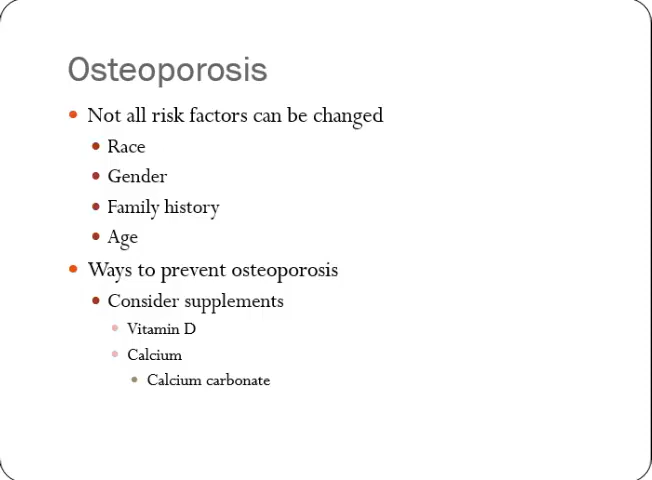 Osteoporosis
Not all risk factors can be changed
Race
Gender
Family history
Age
Ways to prevent osteoporosis
Consider supplements
Vitamin D
Calcium
Calcium carbonate